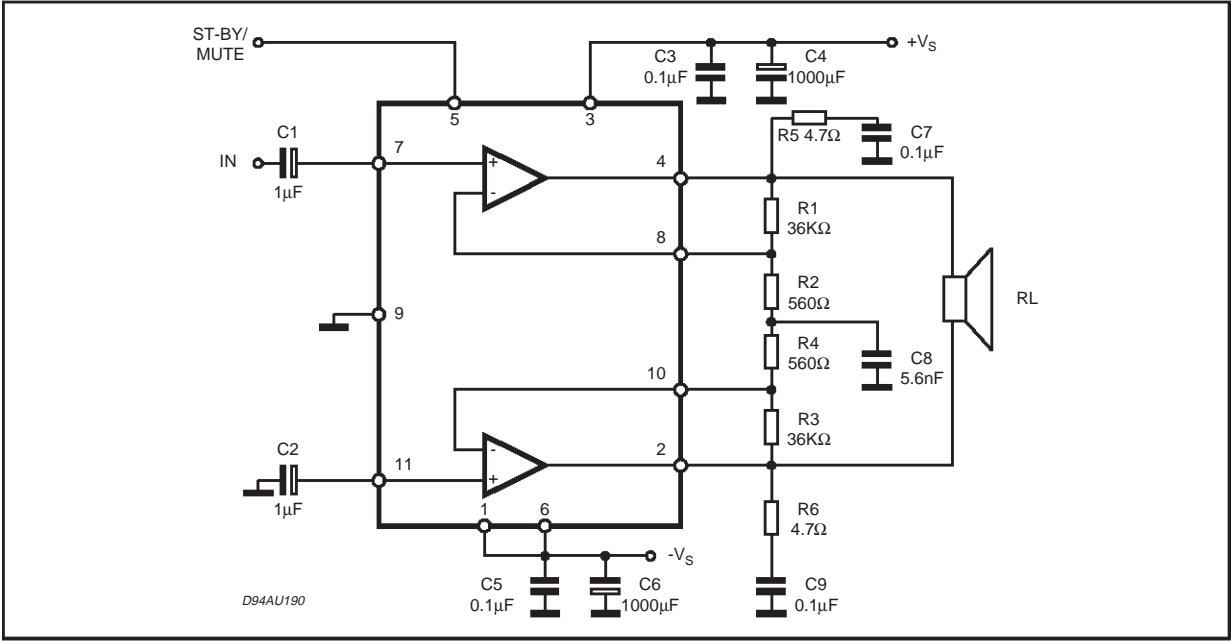 ST-BY/
MUTE
C3
0.1µF
C4
1000µF
+VS
5
3
R5 4.7Ω
C7
0.1µF
C1
IN
1µF
7
+
-
4
R1
36KΩ
8
R2
560Ω
9
RL
R4
560Ω
C8
5.6nF
10
R3
36KΩ
C2
1µF
11
-
+
2
1
6
R6
4.7Ω
-VS
C5
0.1µF
C6
1000µF
C9
0.1µF
D94AU190